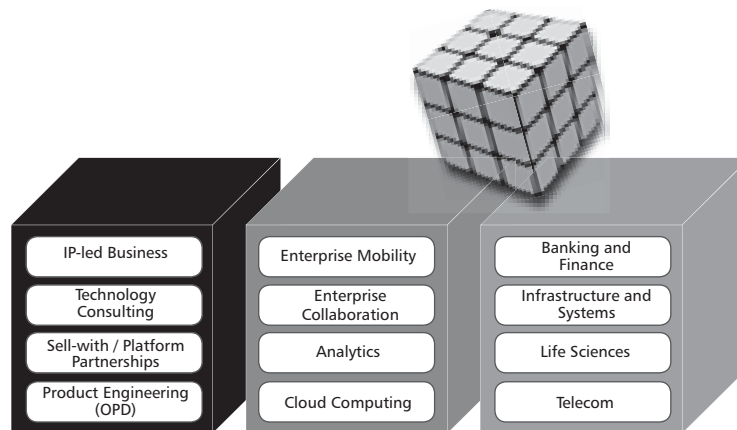 IP-led Business
Technology
Consulting
Sell-with / Platform
Partnerships
Product Engineering
(OPD)
Enterprise Mobility
Enterprise
Collaboration
Analytics
Cloud Computing
Banking and
Finance
Infrastructure and
Systems
Life Sciences
Telecom